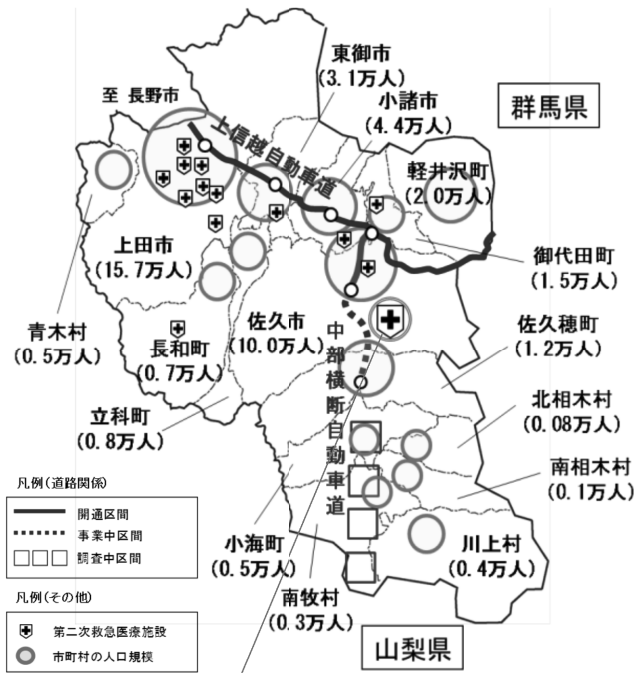 東御市
(3.1万人)
至 長野市
小諸市
(4.4万人)
群馬県
上信越自動車道
軽井沢町
(2.0万人)
上田市
(15.7万人)
御代田町
(1.5万人)
青木村
(0.5万人)
長和町
(0.7万人)
佐久市
(10.0万人)
中部横断自動車道
佐久穂町
(1.2万人)
立科町
(0.8万人)
北相木村
(0.08万人)
南相木村
(0.1万人)
凡例(道路関係)
開通区間
事業中区間
調査中区間
小海町
(0.5万人)
川上村
(0.4万人)
南牧村
(0.3万人)
凡例(その他)
第二次救急医療施設
市町村の人口規模
山梨県